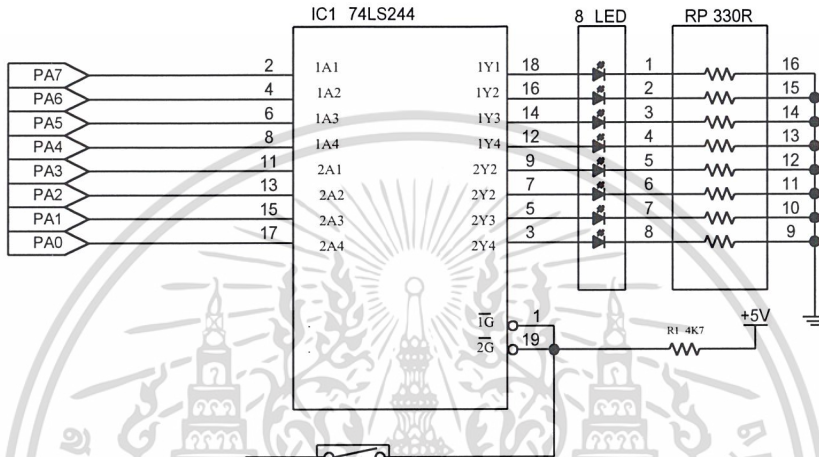 IC1 74LS244
8 LED
RP 330R
PA7 2 1A1 1Y1 18 1 16
PA6 4 1A2 1Y2 16 2 15
PA5 6 1A3 1Y3 14 3 14
PA4 8 1A4 1Y4 12 4 13
PA3 11 2A1 2Y2 9 5 12
PA2 13 2A2 2Y2 7 6 11
PA1 15 2A3 2Y3 5 7 10
PA0 17 2A4 2Y4 3 8 9
1G 1
2G 19
R1 4K7
+5V